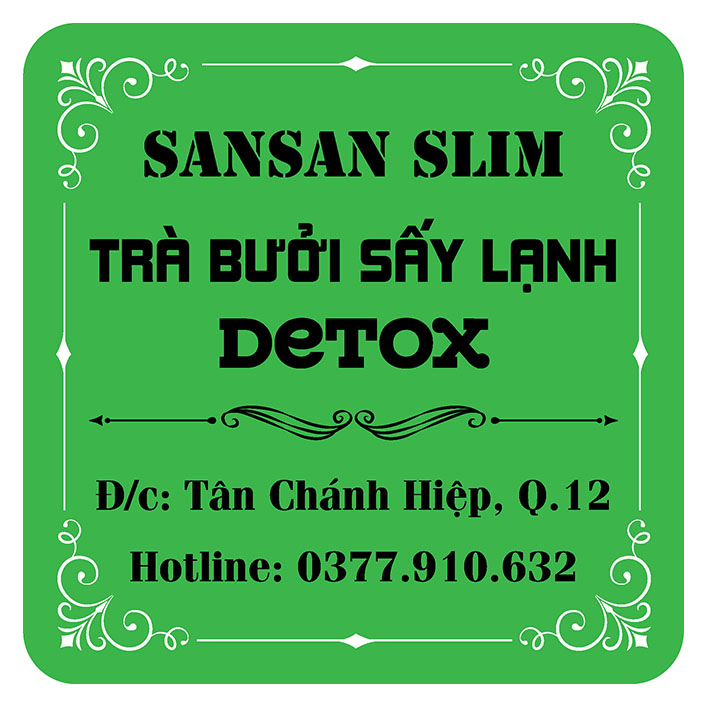 SANSAN SLIM
TRÀ BƯỞI SẤY LẠNH
DeTOX
Đ/c: Tân Chánh Hiệp, Q.12
Hotline: 0377.910.632